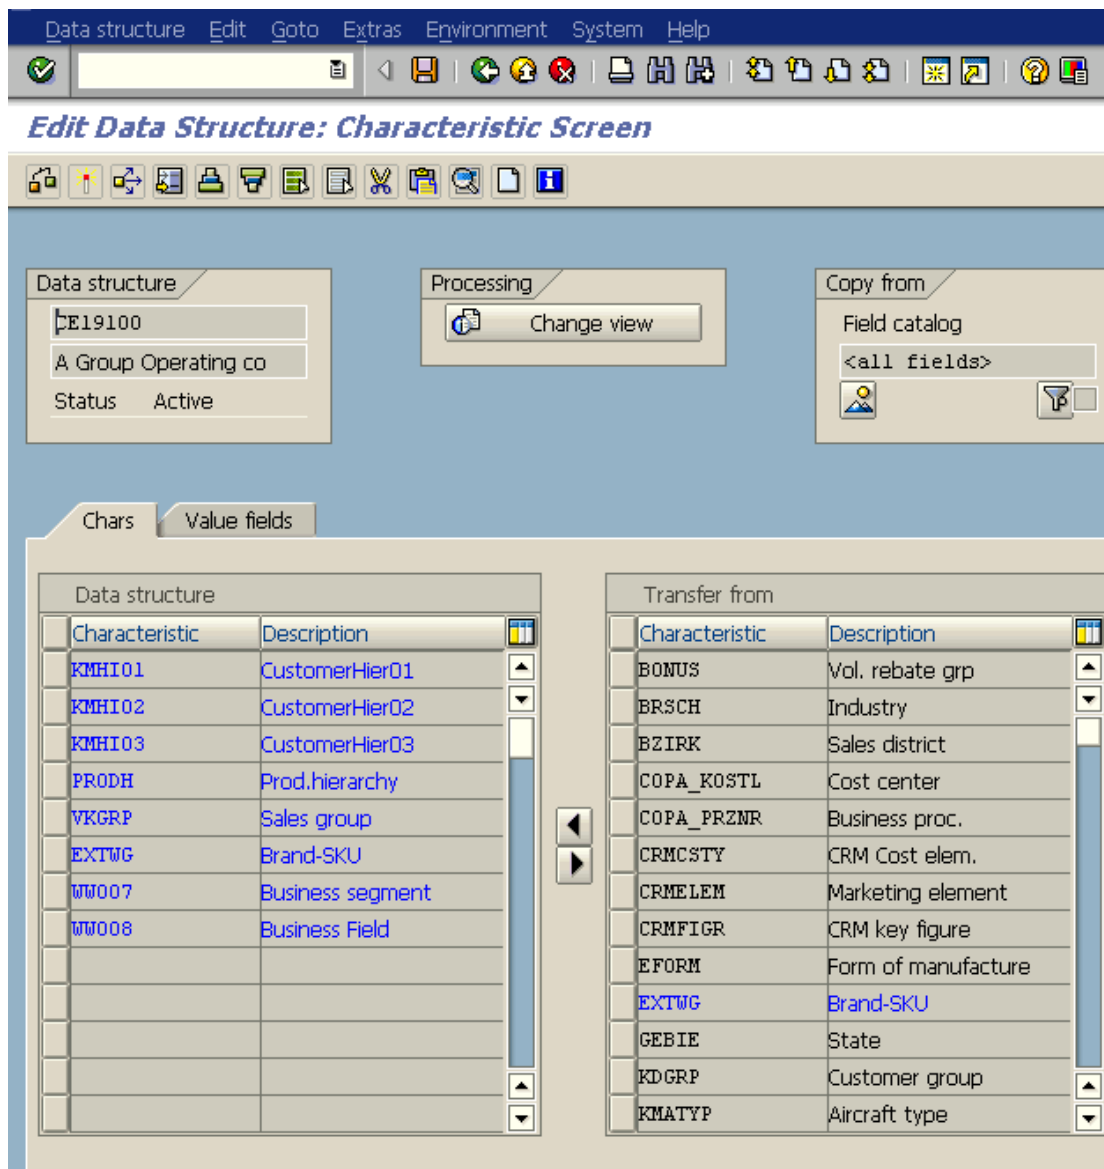 Data structure Edit Goto Extras Environment System Help
Edit Data Structure: Characteristic Screen
Data structure
CE19100
A Group Operating co
Status Active
Processing
Change view
Copy from
Field catalog
<all fields>
Chars Value fields
Data structure
Characteristic Description
KMHI01 CustomerHier01
KMHI02 CustomerHier02
KMHI03 CustomerHier03
PRODH Prod.hierarchy
VKGRP Sales group
EXTWG Brand-SKU
WW007 Business segment
WW008 Business Field
Transfer from
Characteristic Description
BONUS Vol. rebate grp
BRSCH Industry
BZIRK Sales district
COPA_KOSTL Cost center
COPA_PRZNR Business proc.
CRMCSTY CRM Cost elem.
CRMELEM Marketing element
CRMFIGR CRM key figure
EFORM Form of manufacture
EXTWG Brand-SKU
GEBIE State
KDGRP Customer group
KMATYP Aircraft type